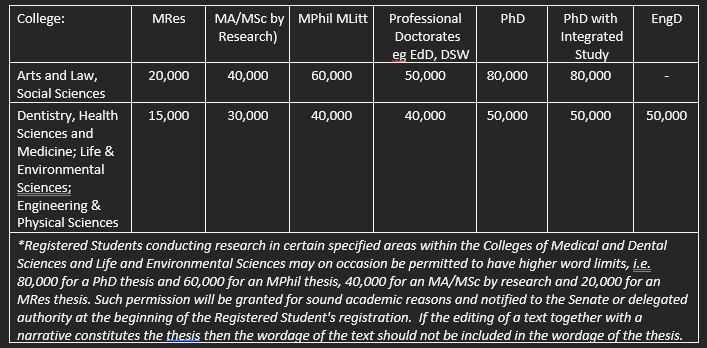 College: MRes MA/MSc by Research) MPhil MLitt Professional Doctorates eg EdD, DSW PhD PhD with Integrated Study EngD
Arts and Law, Social Sciences 20,000 40,000 60,000 50,000 80,000 80,000 -
Dentistry, Health Sciences and Medicine; Life & Environmental Sciences; Engineering & Physical Sciences 15,000 30,000 40,000 40,000 50,000 50,000 50,000
*Registered Students conducting research in certain specified areas within the Colleges of Medical and Dental
Sciences and Life and Environmental Sciences may on occasion be permitted to have higher word limits, i.e.
80,000 for a PhD thesis and 60,000 for an MPhil thesis, 40,000 for an MA/MSc by research and 20,000 for an
MRes thesis. Such permission will be granted for sound academic reasons and notified to the Senate or delegated
authority at the beginning of the Registered Student's registration. If the editing of a text together with a
narrative constitutes the thesis then the wordage of the text should not be included in the wordage of the thesis.